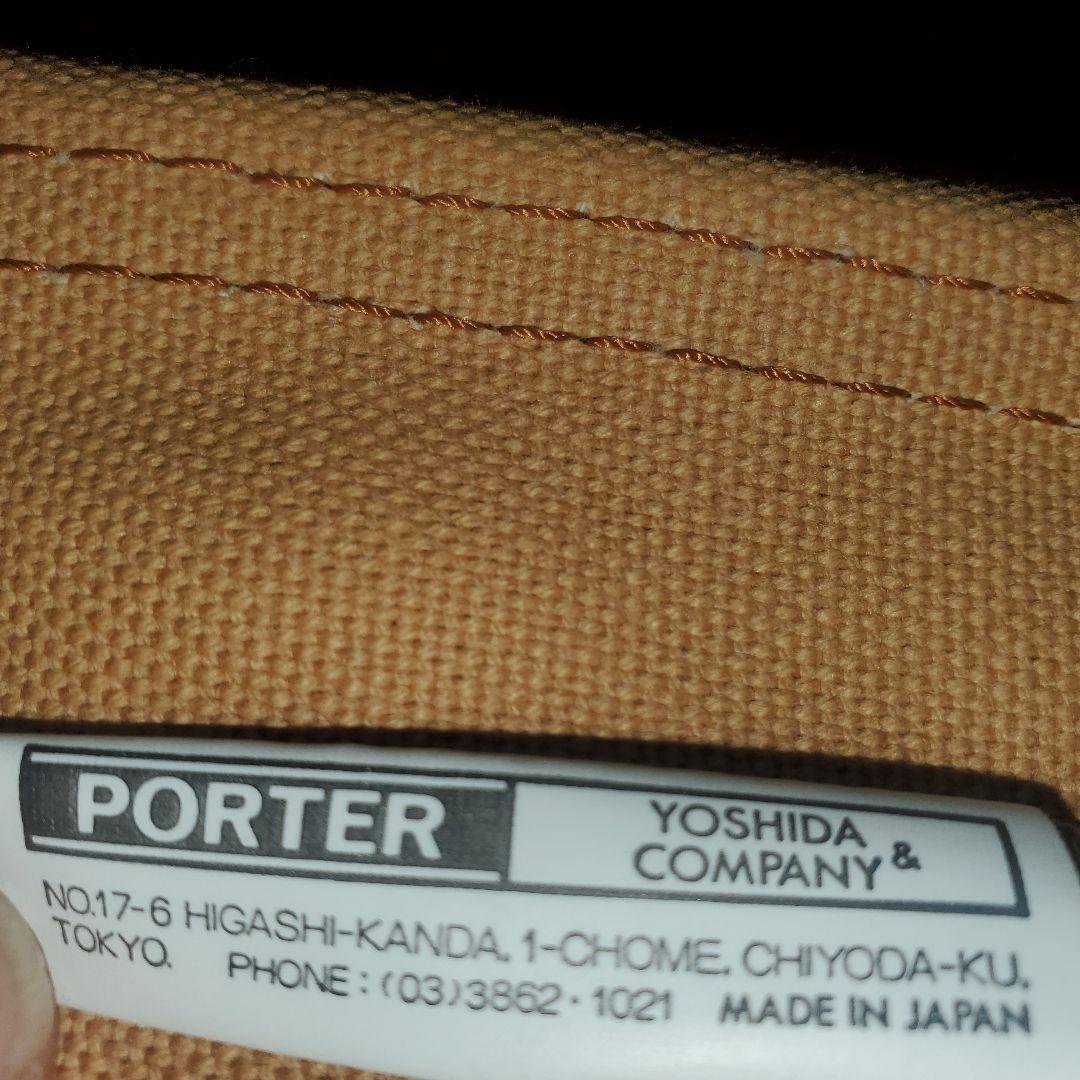 PORTER
YOSHIDA
COMPANY &
NO.17-6 HIGASHI-KANDA, 1-CHOME, CHIYODA-KU,
TOKYO. PHONE : (03)3862・1021 MADE IN JAPAN